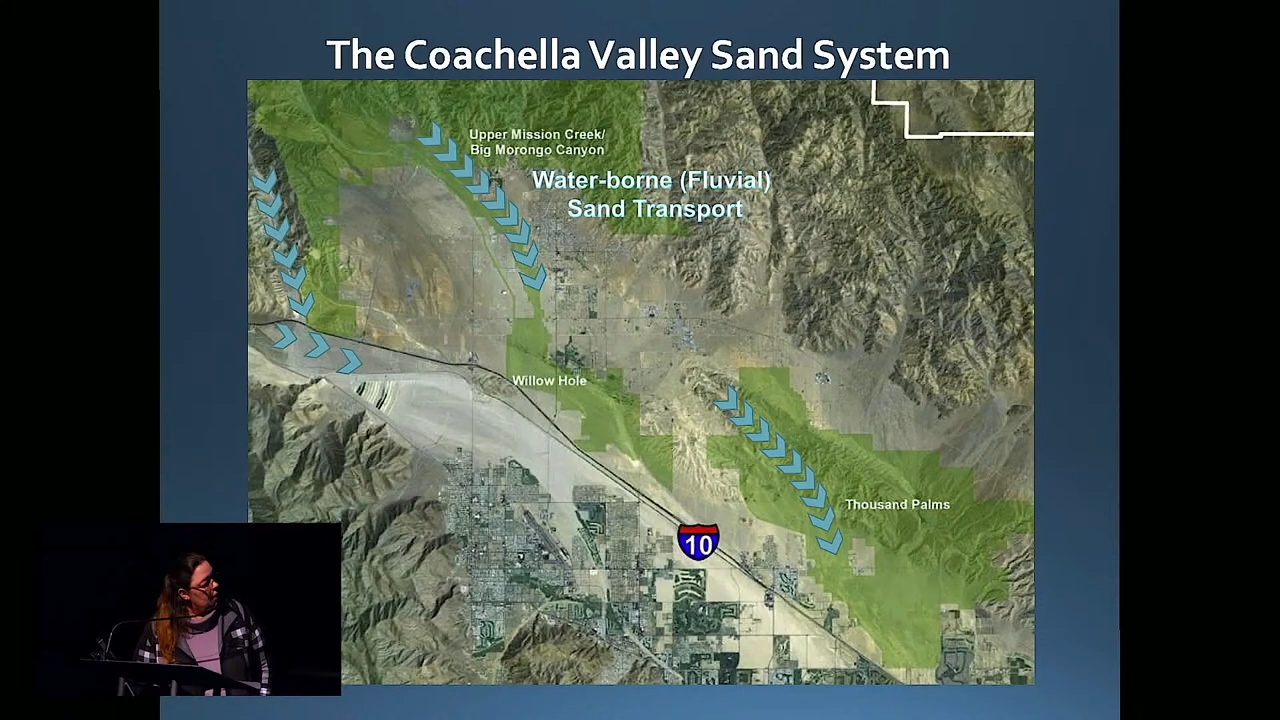 The Coachella Valley Sand System
Upper Mission Creek/
Big Morongo Canyon
Water-borne (Fluvial)
Sand Transport
Willow Hole
Thousand Palms
10